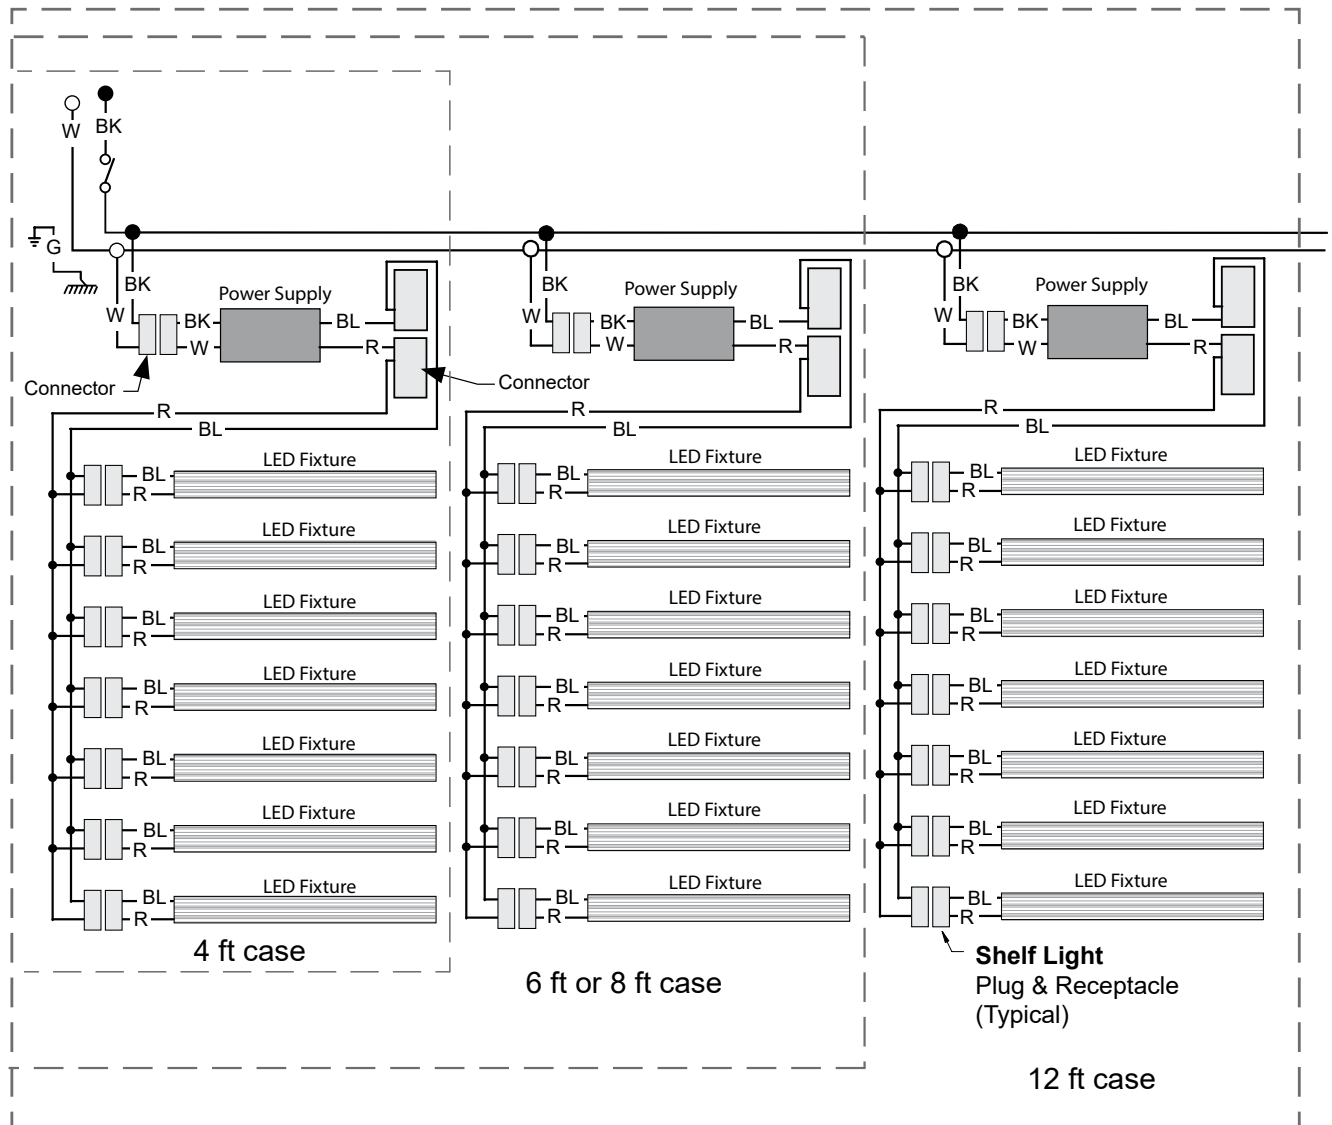 W
BK
G
BK
W
Power Supply
BK
W
BL
R
Connector
Connector
R
BL
BK
W
Power Supply
BK
W
BL
R
R
BL
BK
W
Power Supply
BK
W
BL
R
R
BL
LED Fixture
BL
R
LED Fixture
BL
R
LED Fixture
BL
R
LED Fixture
BL
R
LED Fixture
BL
R
LED Fixture
BL
R
LED Fixture
BL
R
4 ft case
LED Fixture
BL
R
LED Fixture
BL
R
LED Fixture
BL
R
LED Fixture
BL
R
LED Fixture
BL
R
LED Fixture
BL
R
LED Fixture
BL
R
6 ft or 8 ft case
LED Fixture
BL
R
LED Fixture
BL
R
LED Fixture
BL
R
LED Fixture
BL
R
LED Fixture
BL
R
LED Fixture
BL
R
LED Fixture
BL
R
Shelf Light
Plug & Receptacle
(Typical)
12 ft case